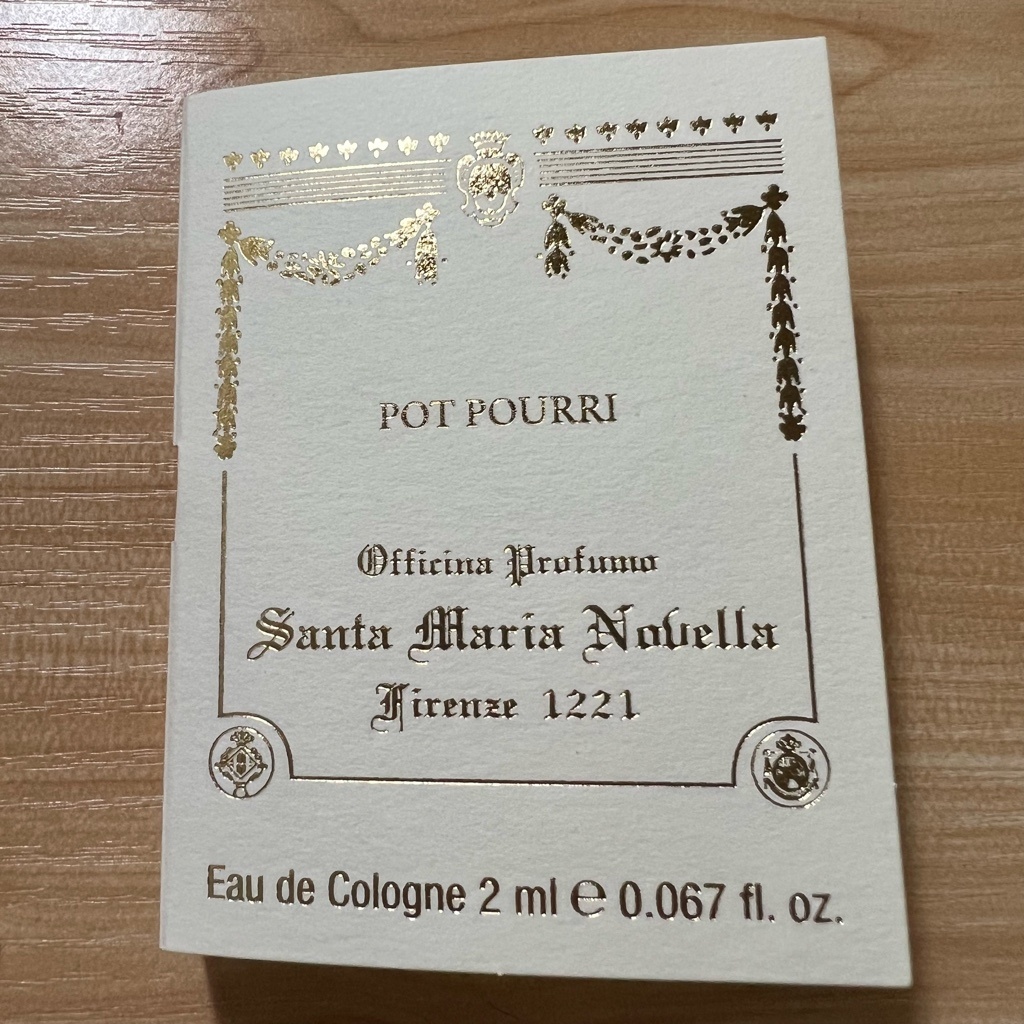 POT POURRI
Officina Profumo
Santa Maria Novella
Firenze 1221
Eau de Cologne 2 ml ℮ 0.067 fl. oz.